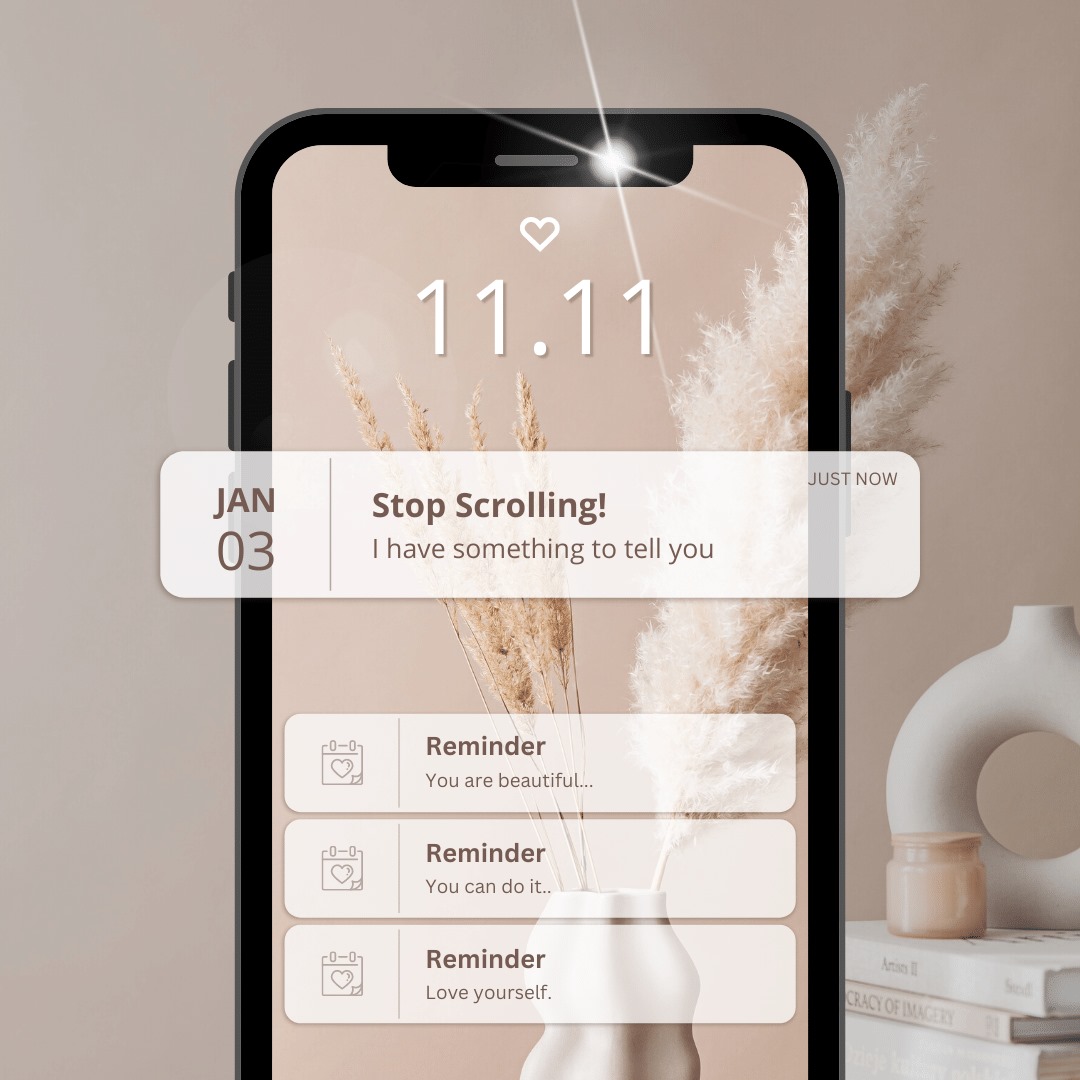 11.11
JAN
03
Stop Scrolling!
I have something to tell you
JUST NOW
Reminder
You are beautiful...
Reminder
You can do it..
Reminder
Love yourself.
Artists II
CRACY OF IMAGERY